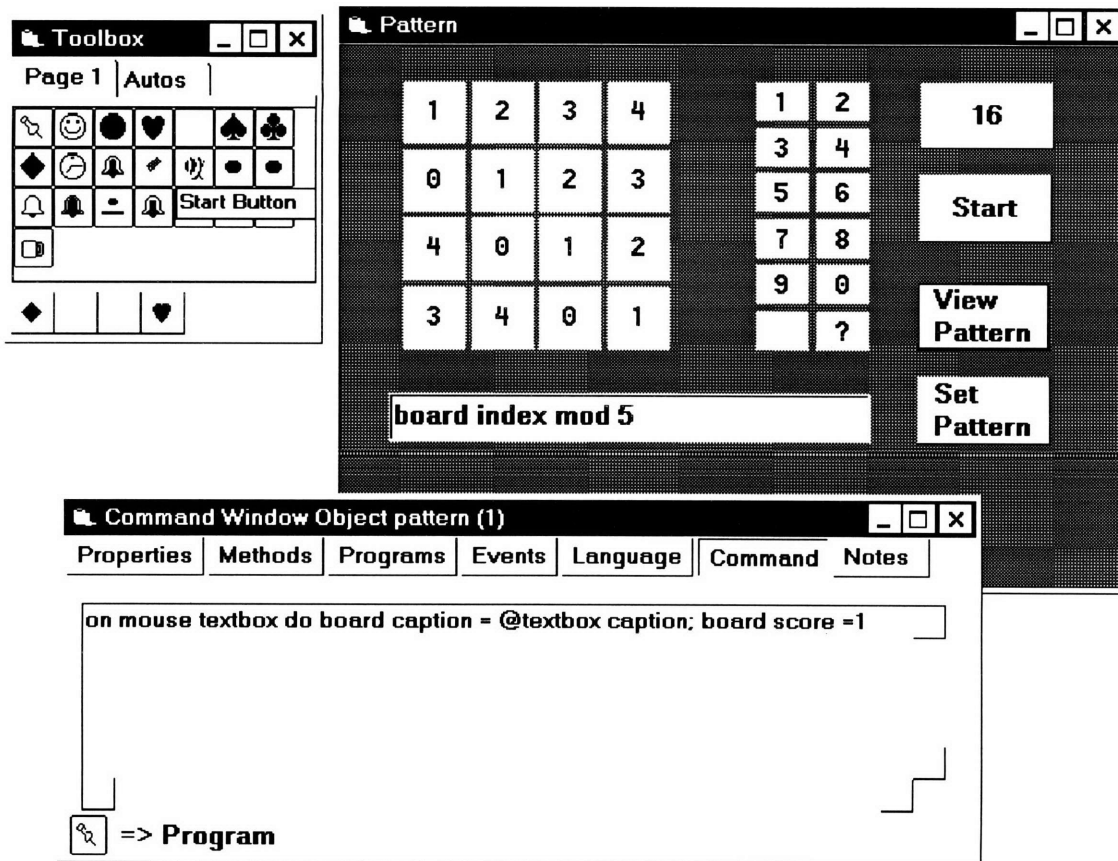 Toolbox
Page 1 Autos
Start Button
Pattern
1 2 3 4
0 1 2 3
4 0 1 2
3 4 0 1
1 2
3 4
5 6
7 8
9 0
?
16
Start
View
Pattern
Set
Pattern
board index mod 5
Command Window Object pattern (1)
Properties Methods Programs Events Language Command Notes
on mouse textbox do board caption = @textbox caption; board score =1
=> Program